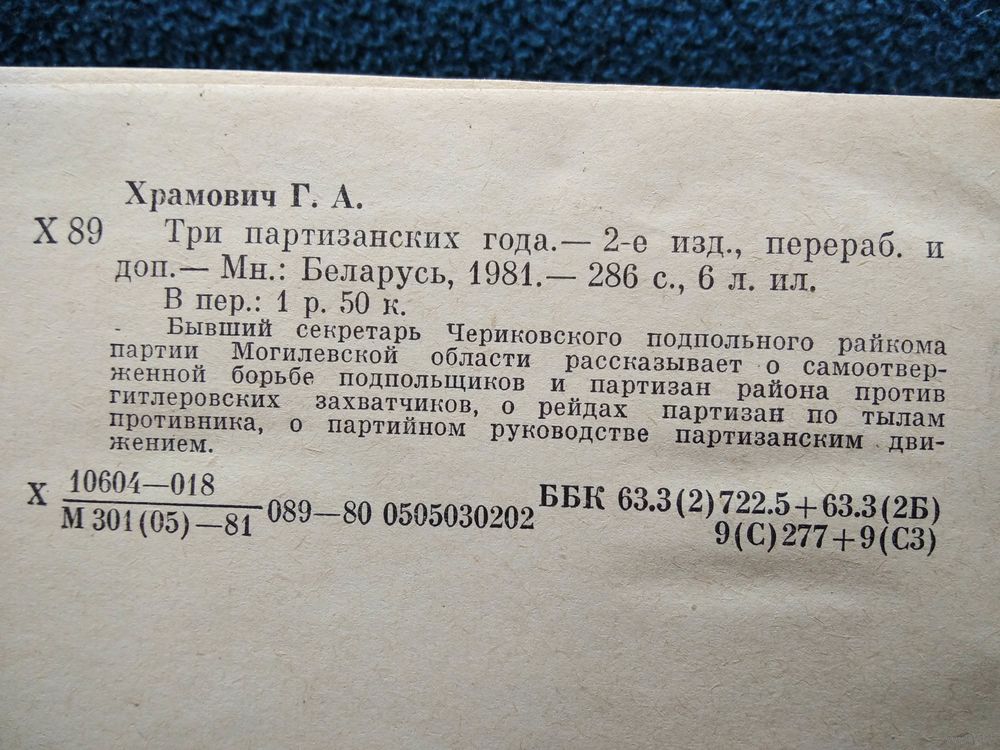 Храмович Г. А.
Х 89 Три партизанских года.— 2-е изд., перераб. и
доп.— Мн.: Беларусь, 1981.— 286 с., 6 л. ил.
В пер.: 1 р. 50 к.
Бывший секретарь Чериковского подпольного райкома
партии Могилевской области рассказывает о самоотвер-
женной борьбе подпольщиков и партизан района против
гитлеровских захватчиков, о рейдах партизан по тылам
противника, о партийном руководстве партизанским дви-
жением.
Х 10604—018
М 301(05)—81 089—80 0505030202 ББК 63.3(2)722.5+63.3(2Б)
9(С)277+9(С3)